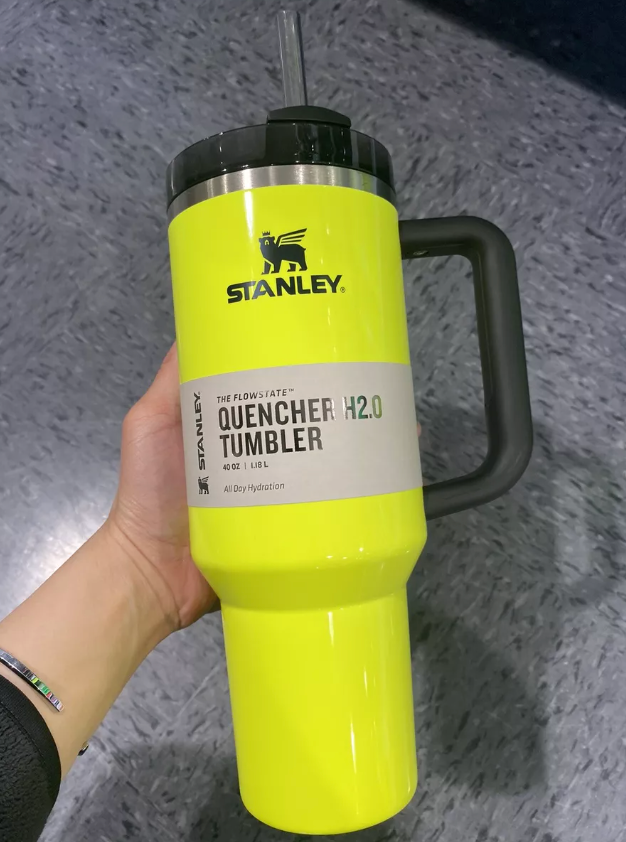 STANLEY®
STANLEY.
THE FLOWSTATE™
QUENCHER H2.0
TUMBLER
40 OZ | 1.18 L
All Day Hydration